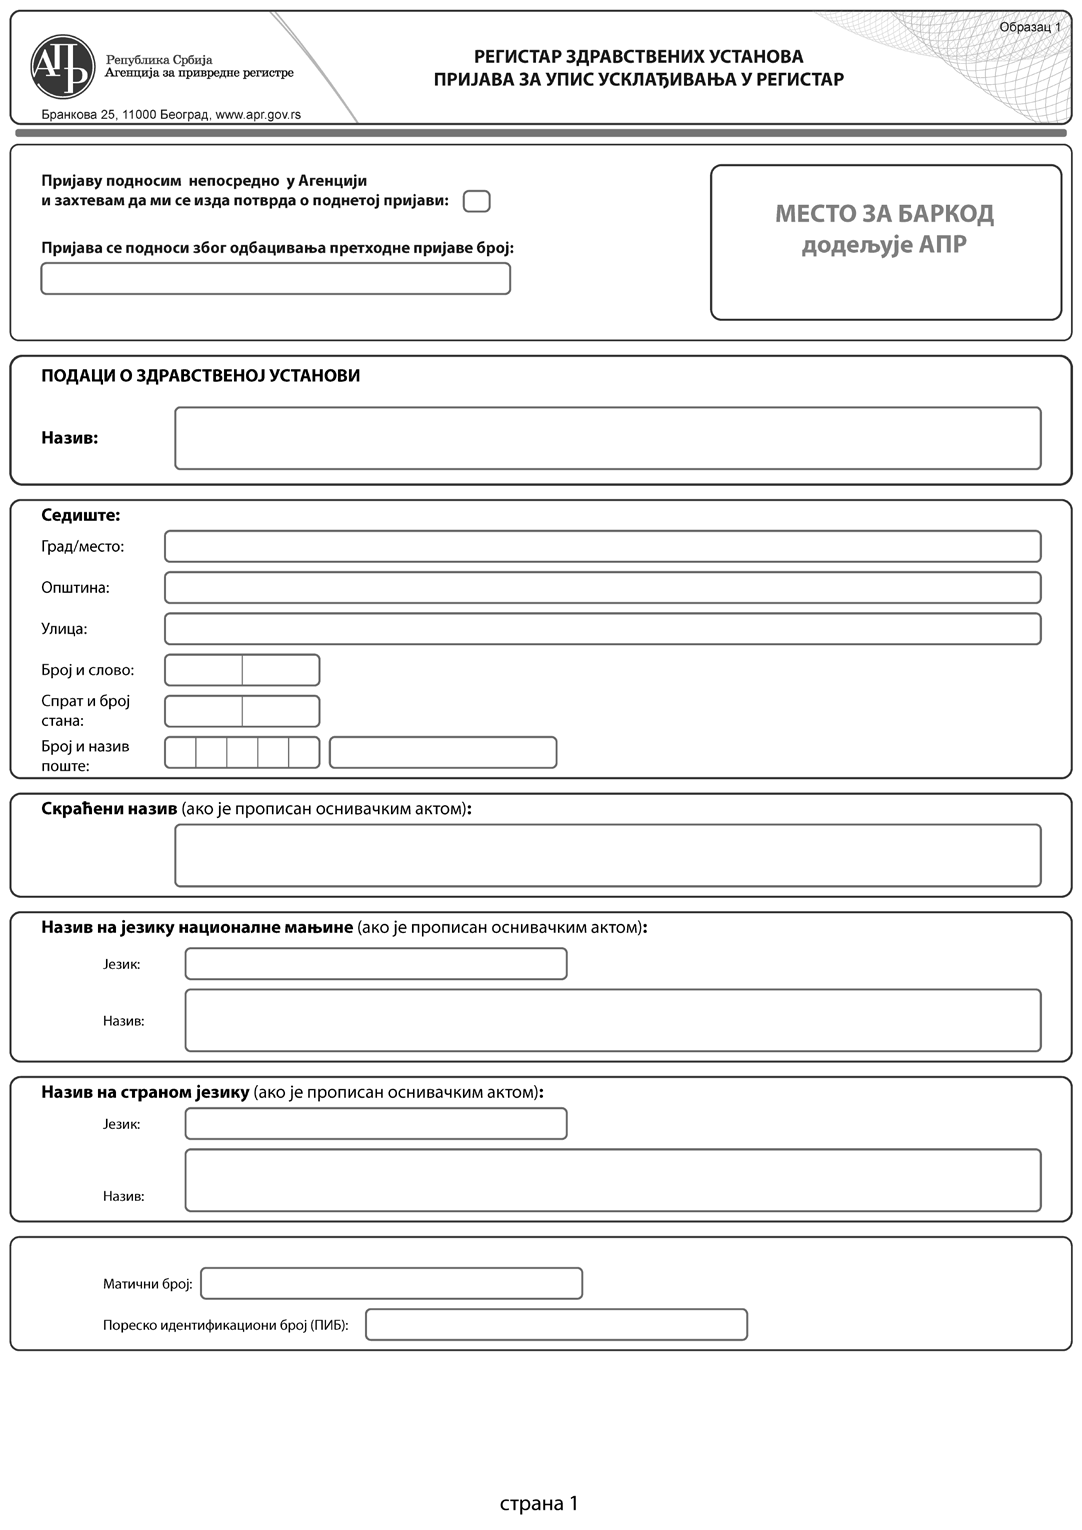 Образац 1
АПР
Република Србија
Агенција за привредне регистре
Бранкова 25, 11000 Београд, www.apr.gov.rs
РЕГИСТАР ЗДРАВСТВЕНИХ УСТАНОВА
ПРИЈАВА ЗА УПИС УСКЛАЂИВАЊА У РЕГИСТАР
Пријаву подносим непосредно у Агенцији
и захтевам да ми се изда потврда о поднетој пријави:
Пријава се подноси због одбацивања претходне пријаве број:
МЕСТО ЗА БАРКОД
додељује АПР
ПОДАЦИ О ЗДРАВСТВЕНОЈ УСТАНОВИ
Назив:
Седиште:
Град/место:
Општина:
Улица:
Број и слово:
Спрат и број
стана:
Број и назив
поште:
Скраћени назив (ако је прописан оснивачким актом):
Назив на језику националне мањине (ако је прописан оснивачким актом):
Језик:
Назив:
Назив на страном језику (ако је прописан оснивачким актом):
Језик:
Назив:
Матични број:
Пореско идентификациони број (ПИБ):
страна 1